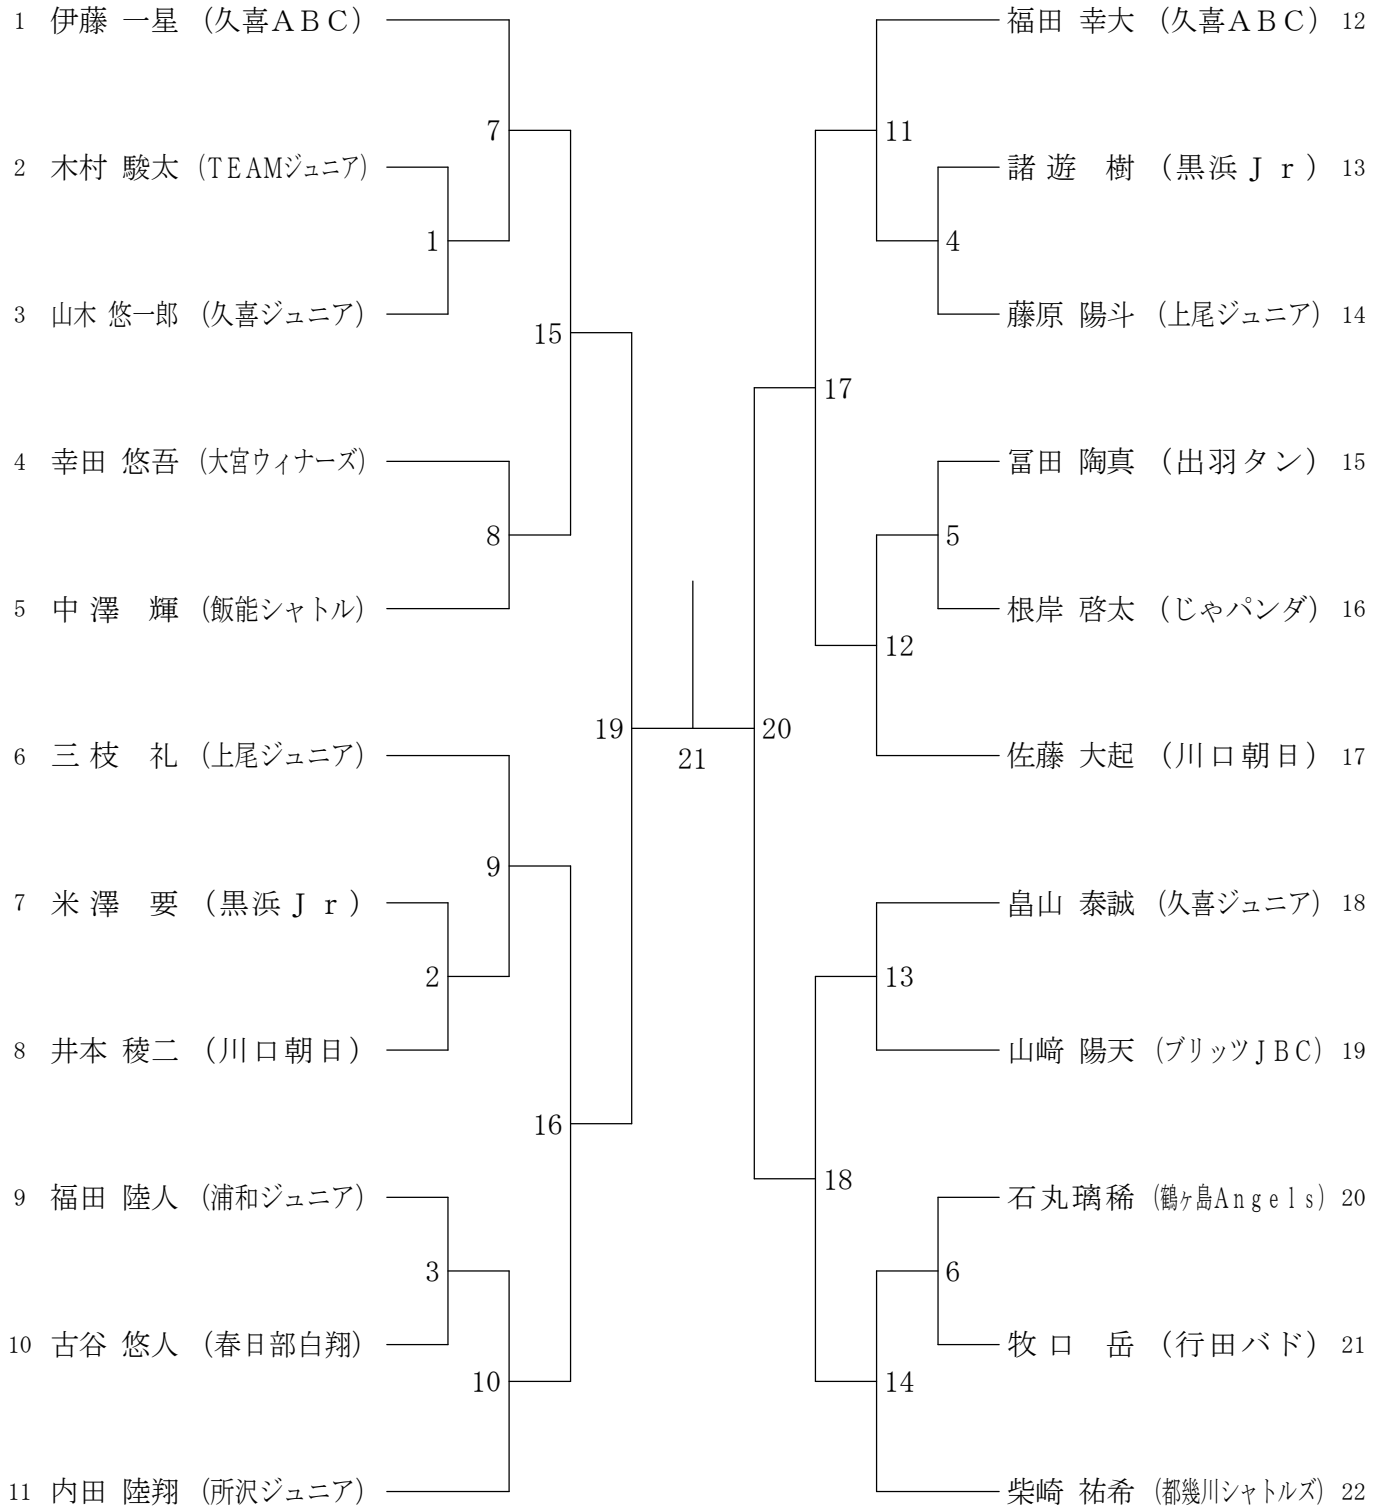 1 伊藤 一星 (久喜ABC)
7
2 木村 駿太 (TEAMジュニア)
1
3 山木 悠一郎 (久喜ジュニア)
15
4 幸田 悠吾 (大宮ウィナーズ)
8
5 中澤 輝 (飯能シャトル)
19
6 三枝 礼 (上尾ジュニア)
9
7 米澤 要 (黒浜Jr)
2
8 井本 稜二 (川口朝日)
16
9 福田 陸人 (浦和ジュニア)
3
10 古谷 悠人 (春日部白翔)
10
11 内田 陸翔 (所沢ジュニア)
21
福田 幸大 (久喜ABC) 12
11
諸遊 樹 (黒浜Jr) 13
4
藤原 陽斗 (上尾ジュニア) 14
17
冨田 陶真 (出羽タン) 15
5
根岸 啓太 (じゃパンダ) 16
12
20
佐藤 大起 (川口朝日) 17
畠山 泰誠 (久喜ジュニア) 18
13
山﨑 陽天 (ブリッツJBC) 19
18
石丸璃稀 (鶴ヶ島Angels) 20
6
牧口 岳 (行田バド) 21
14
柴崎 祐希 (都幾川シャトルズ) 22